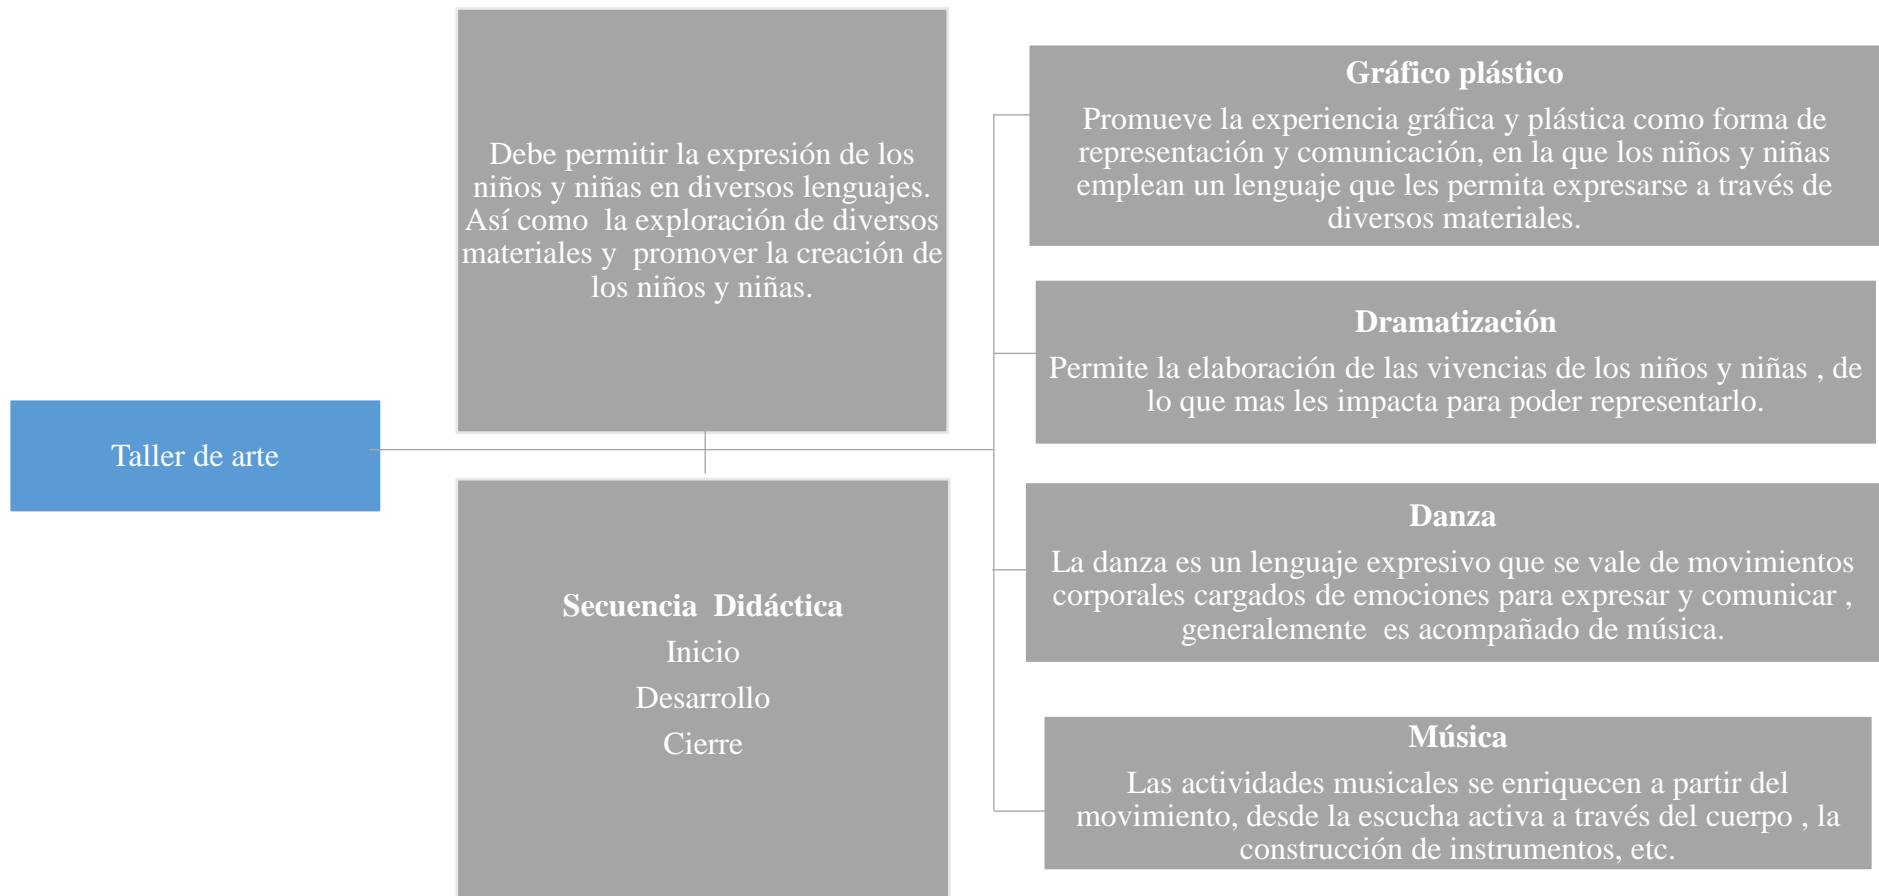 Taller de arte
Debe permitir la expresión de los
niños y niñas en diversos lenguajes.
Así como la exploración de diversos
materiales y promover la creación de
los niños y niñas.
Secuencia Didáctica
Inicio
Desarrollo
Cierre
Gráfico plástico
Promueve la experiencia gráfica y plástica como forma de
representación y comunicación, en la que los niños y niñas
emplean un lenguaje que les permita expresarse a través de
diversos materiales.
Dramatización
Permite la elaboración de las vivencias de los niños y niñas , de
lo que mas les impacta para poder representarlo.
Danza
La danza es un lenguaje expresivo que se vale de movimientos
corporales cargados de emociones para expresar y comunicar ,
generalemente es acompañado de música.
Música
Las actividades musicales se enriquecen a partir del
movimiento, desde la escucha activa a través del cuerpo , la
construcción de instrumentos, etc.